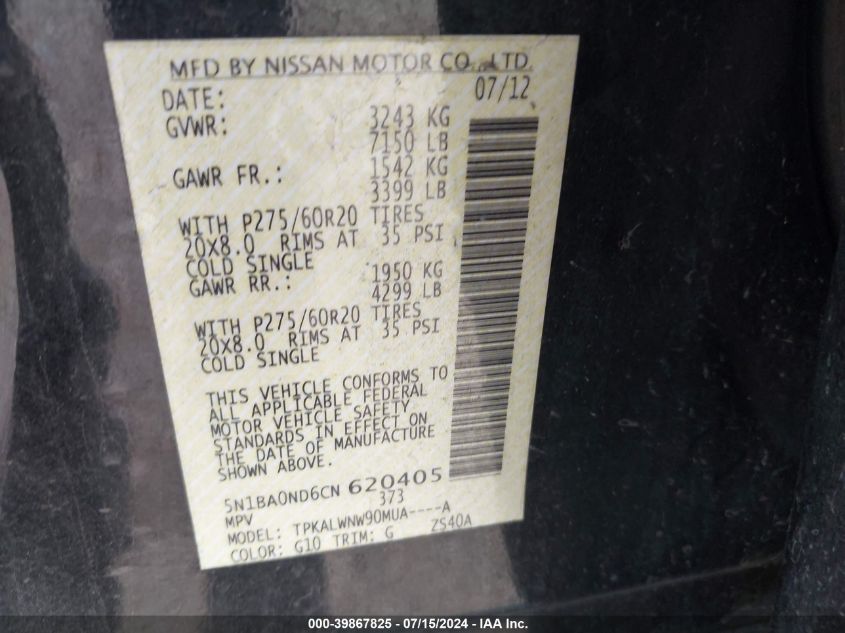 MFD BY NISSAN MOTOR CO., LTD.
DATE: 07/12
GVWR: 3243 KG
7150 LB
GAWR FR.: 1542 KG
3399 LB
WITH P275/60R20 TIRES
20X8.0 RIMS AT 35 PSI
COLD SINGLE
GAWR RR.: 1950 KG
4299 LB
WITH P275/60R20 TIRES
20X8.0 RIMS AT 35 PSI
COLD SINGLE
THIS VEHICLE CONFORMS TO
ALL APPLICABLE FEDERAL
MOTOR VEHICLE SAFETY
STANDARDS IN EFFECT ON
THE DATE OF MANUFACTURE
SHOWN ABOVE.
5N1BA0ND6CN 620405
MPV 373
MODEL: TPKALWNW90MUA----A
COLOR: G10 TRIM: G ZS40A
000-39867825 - 07/15/2024 - IAA Inc.